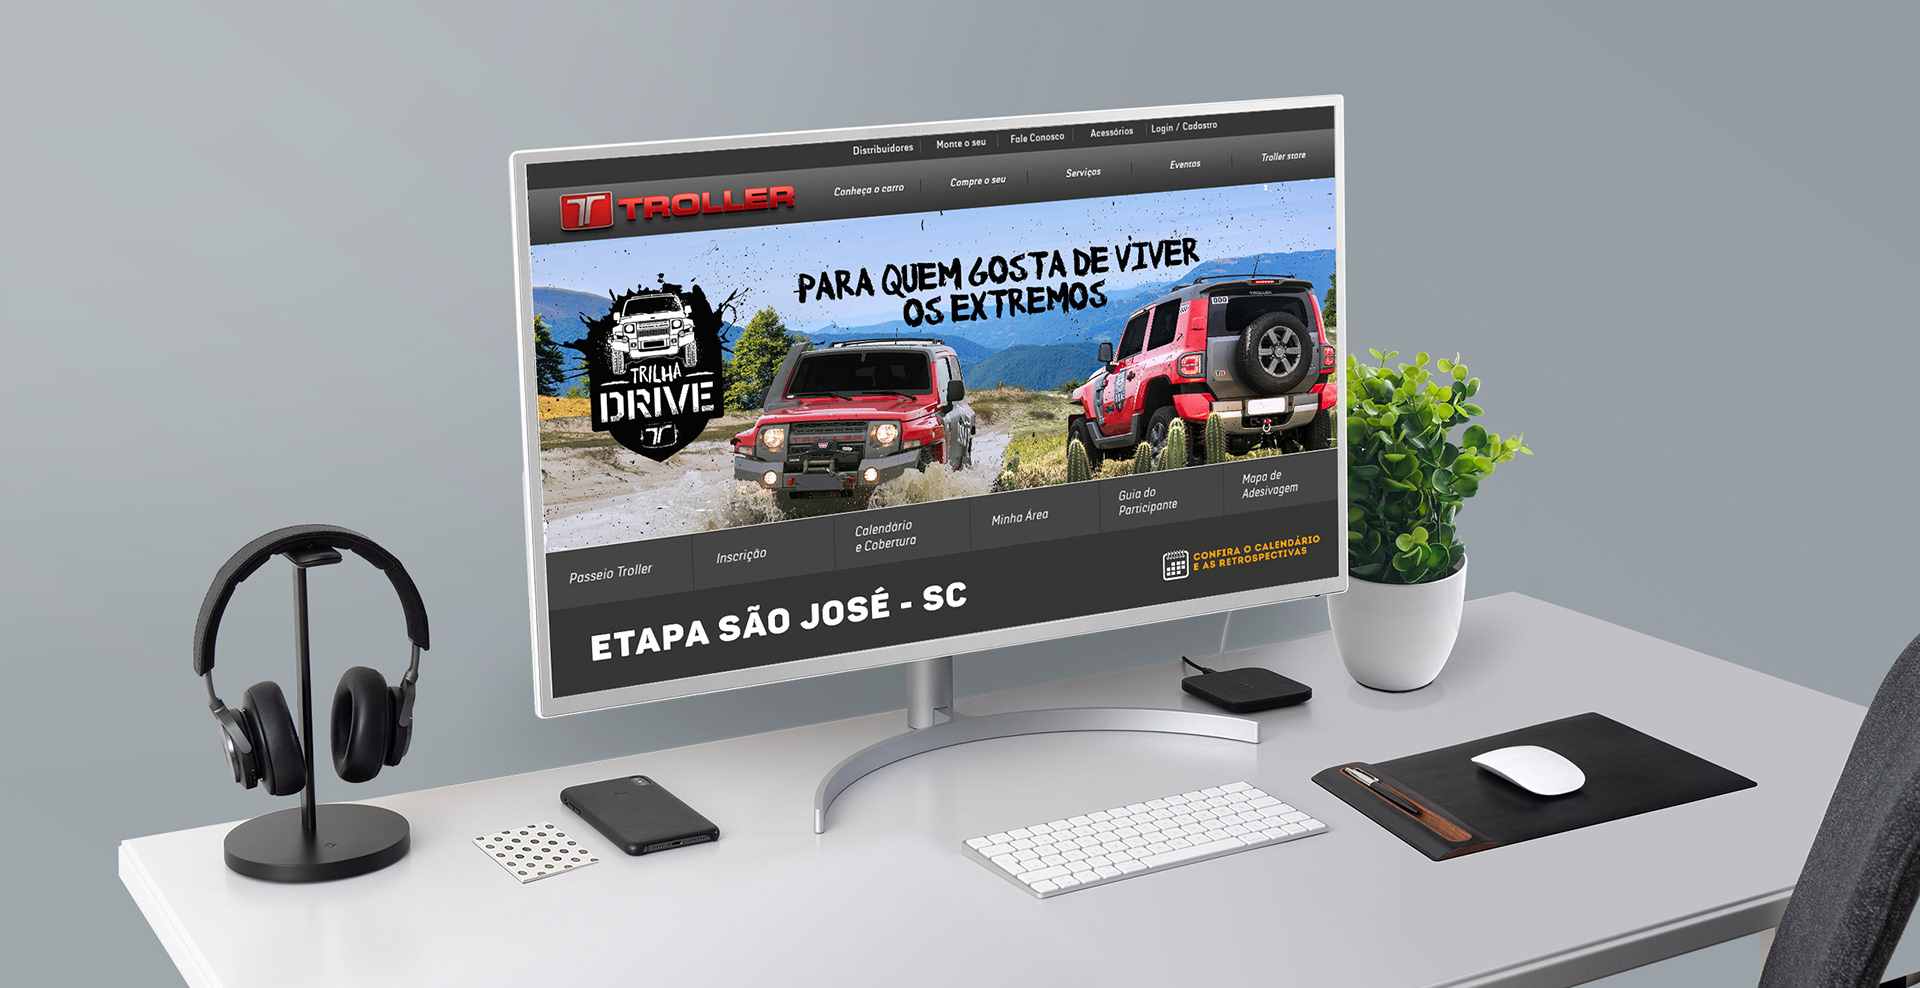 Distribuidores
Monte o seu
Fale Conosco
Acessórios
Login / Cadastro
TROLLER
Conheça o carro
Compre o seu
Serviços
Eventos
Troller store
PARA QUEM GOSTA DE VIVER
OS EXTREMOS
TRILHA
DRIVE
TROLLER
000
Passeio Troller
Inscrição
Calendário
e Cobertura
Minha Área
Guia do
Participante
Mapa de
Adesivagem
CONFIRA O CALENDÁRIO
E AS RETROSPECTIVAS
ETAPA SÃO JOSÉ - SC